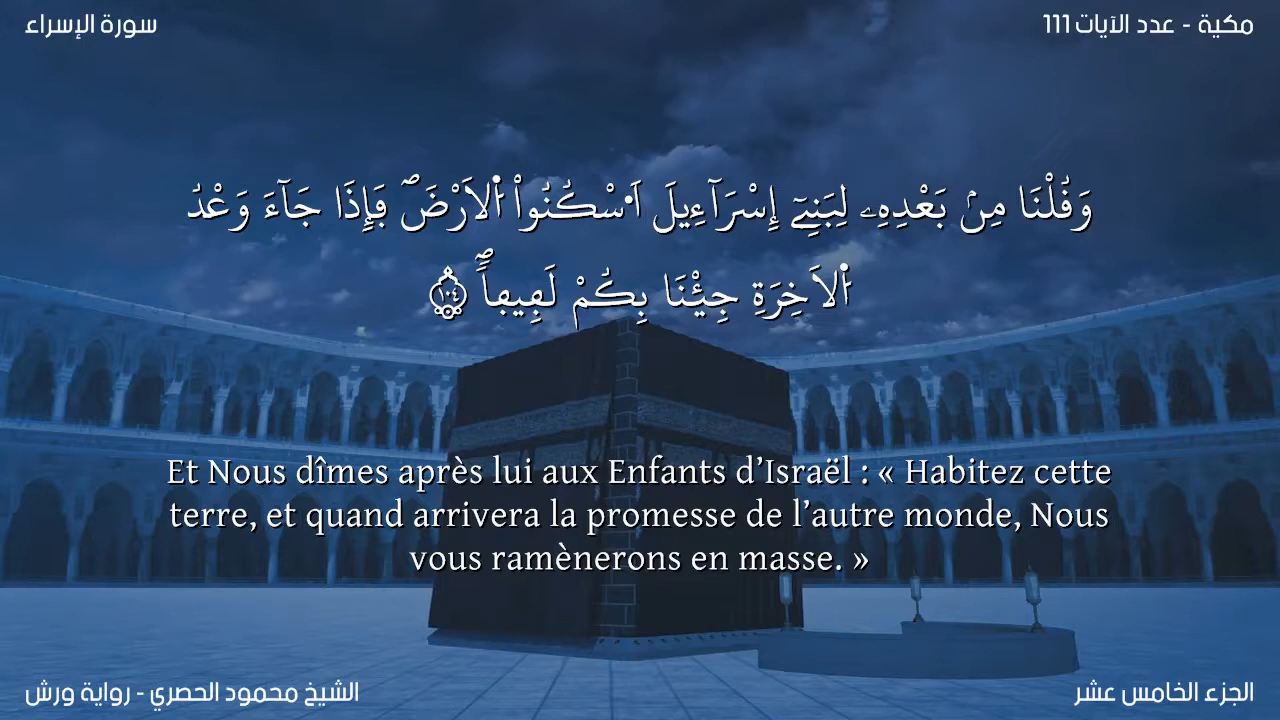 سورة الإسراء
مكية - عدد الآيات 111
وَقُلْنَا مِنۢ بَعْدِهِۦ لِبَنِےٓ إِسْرَآءِيلَ اَ۟سْكُنُواْ اُ۬لَارْضَۖ فَإِذَا جَآءَ وَعْدُ
اُ۬لَاخِرَةِ جِئْنَا بِكُمْ لَفِيفاٗۖ ١٠٤
Et Nous dîmes après lui aux Enfants d’Israël : « Habitez cette
terre, et quand arrivera la promesse de l’autre monde, Nous
vous ramènerons en masse. »
الشيخ محمود الحصري - رواية ورش
الجزء الخامس عشر